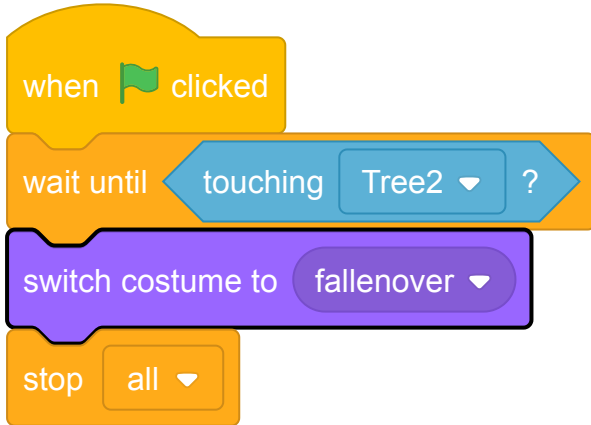 when clicked
wait until touching Tree2 ?
switch costume to fallenover
stop all